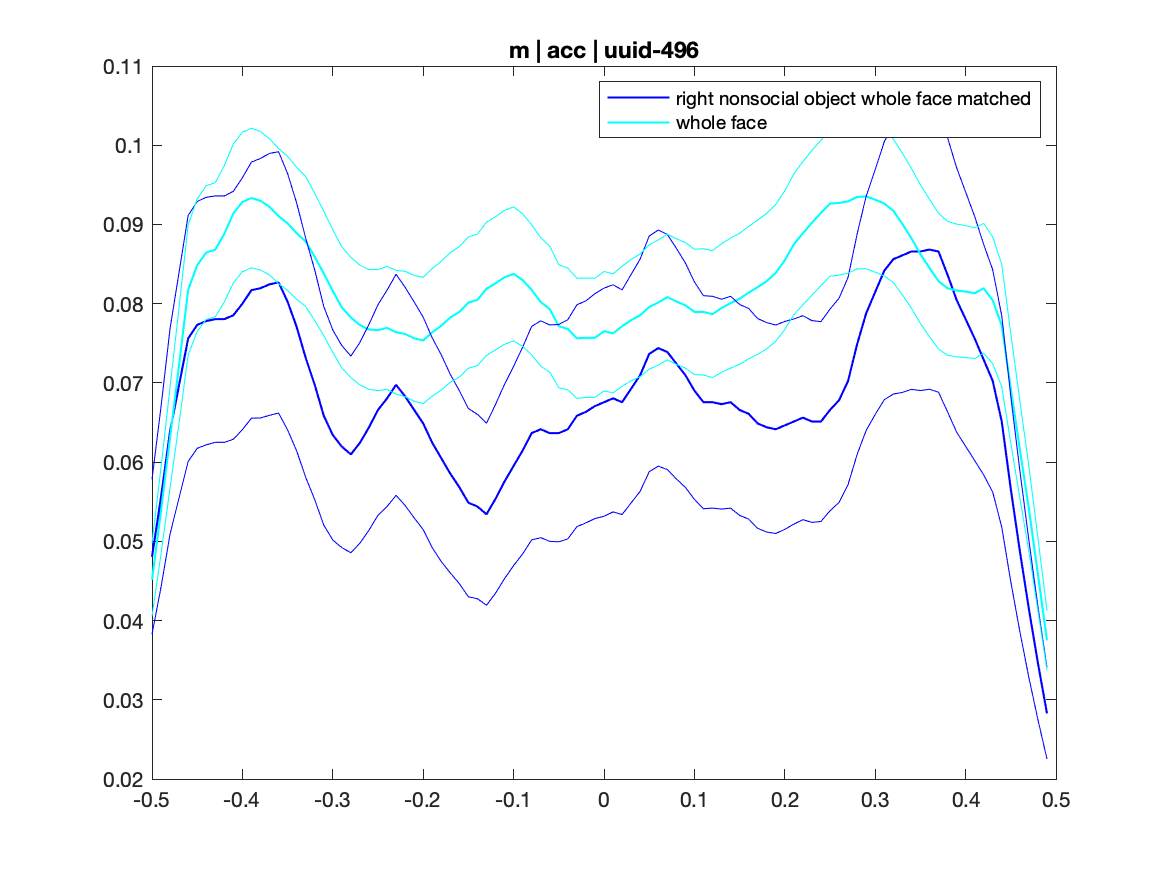 m | acc | uuid-496
right nonsocial object whole face matched
whole face
0.11
0.1
0.09
0.08
0.07
0.06
0.05
0.04
0.03
0.02
-0.5 -0.4 -0.3 -0.2 -0.1 0 0.1 0.2 0.3 0.4 0.5